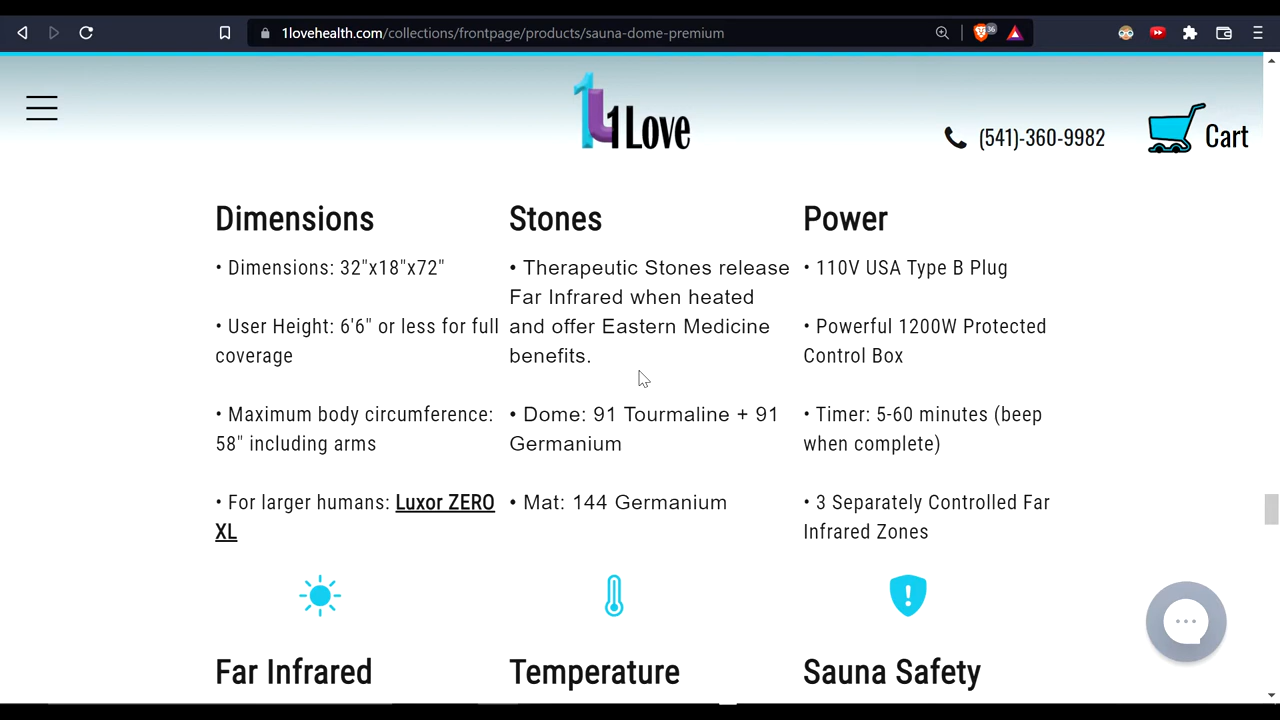 1lovehealth.com/collections/frontpage/products/sauna-dome-premium
36
1L
1Love
(541)-360-9982
Cart
Dimensions
• Dimensions: 32"x18"x72"
• User Height: 6'6" or less for full
coverage
• Maximum body circumference:
58" including arms
• For larger humans: Luxor ZERO
XL
Stones
• Therapeutic Stones release
Far Infrared when heated
and offer Eastern Medicine
benefits.
• Dome: 91 Tourmaline + 91
Germanium
• Mat: 144 Germanium
Power
• 110V USA Type B Plug
• Powerful 1200W Protected
Control Box
• Timer: 5-60 minutes (beep
when complete)
• 3 Separately Controlled Far
Infrared Zones
Far Infrared
Temperature
Sauna Safety